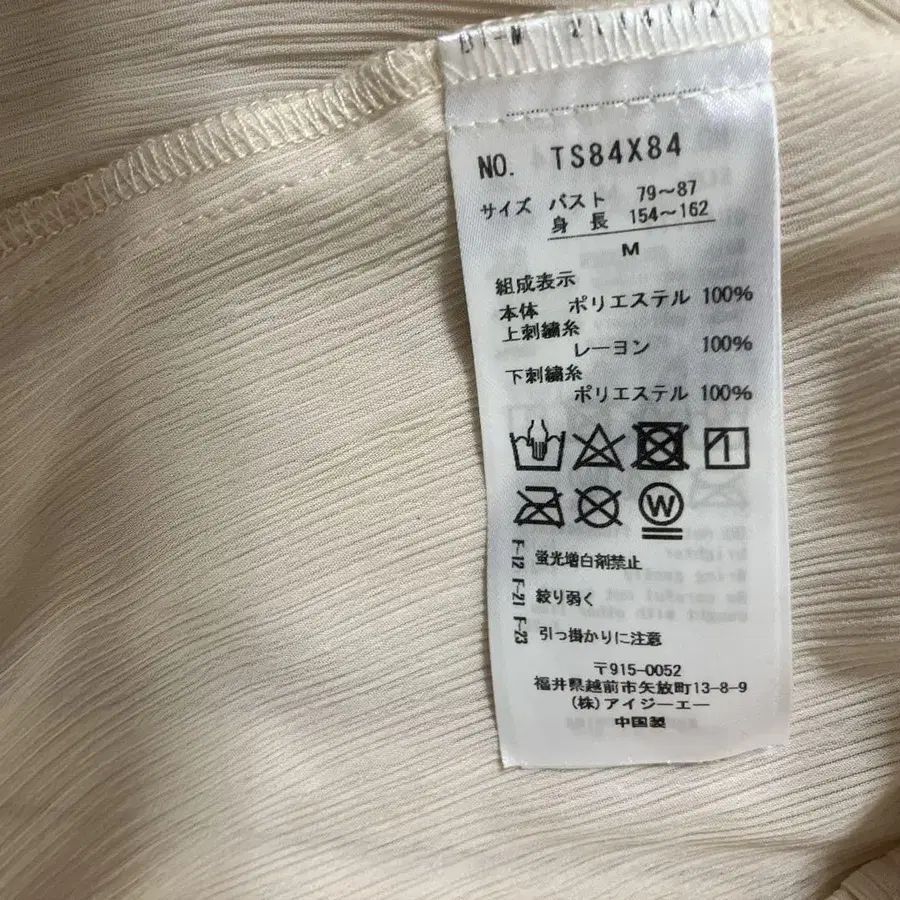 NO. TS84X84
サイズ バスト 79～87
身長 154～162
M
組成表示
本体 ポリエステル 100%
上刺繍糸
レーヨン 100%
下刺繍糸
ポリエステル 100%
W
F-12 蛍光増白剤禁止
F-21 絞り弱く
F-23 引っ掛かりに注意
〒915-0052
福井県越前市矢放町13-8-9
(株)アイジーエー
中国製